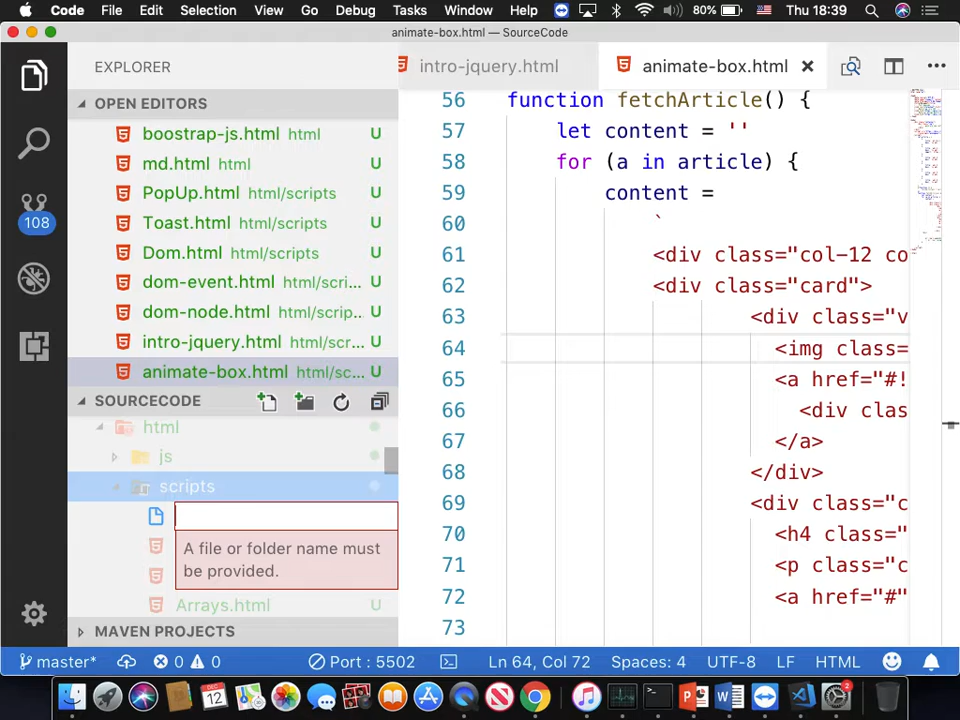 Code File Edit Selection View Go Debug Tasks Window Help 80% Thu 18:39
animate-box.html — SourceCode
EXPLORER
intro-jquery.html
animate-box.html
OPEN EDITORS
boostrap-js.html html U
md.html html U
PopUp.html html/scripts U
Toast.html html/scripts U
Dom.html html/scripts U
dom-event.html html/scri... U
dom-node.html html/scrip... U
intro-jquery.html html/scr... U
animate-box.html html/sc... U
108
SOURCECODE
html
js
scripts
A file or folder name must
be provided.
Arrays.html U
MAVEN PROJECTS
56 function fetchArticle() {
57 let content = ''
58 for (a in article) {
59 content =
60 `
61 <div class="col-12 co
62 <div class="card">
63 <div class="v
64 <img class=
65 <a href="#!
66 <div clas
67 </a>
68 </div>
69 <div class="c
70 <h4 class="
71 <p class="c
72 <a href="#"
73
master* 0 0 Port : 5502 Ln 64, Col 72 Spaces: 4 UTF-8 LF HTML
DEC
12
2